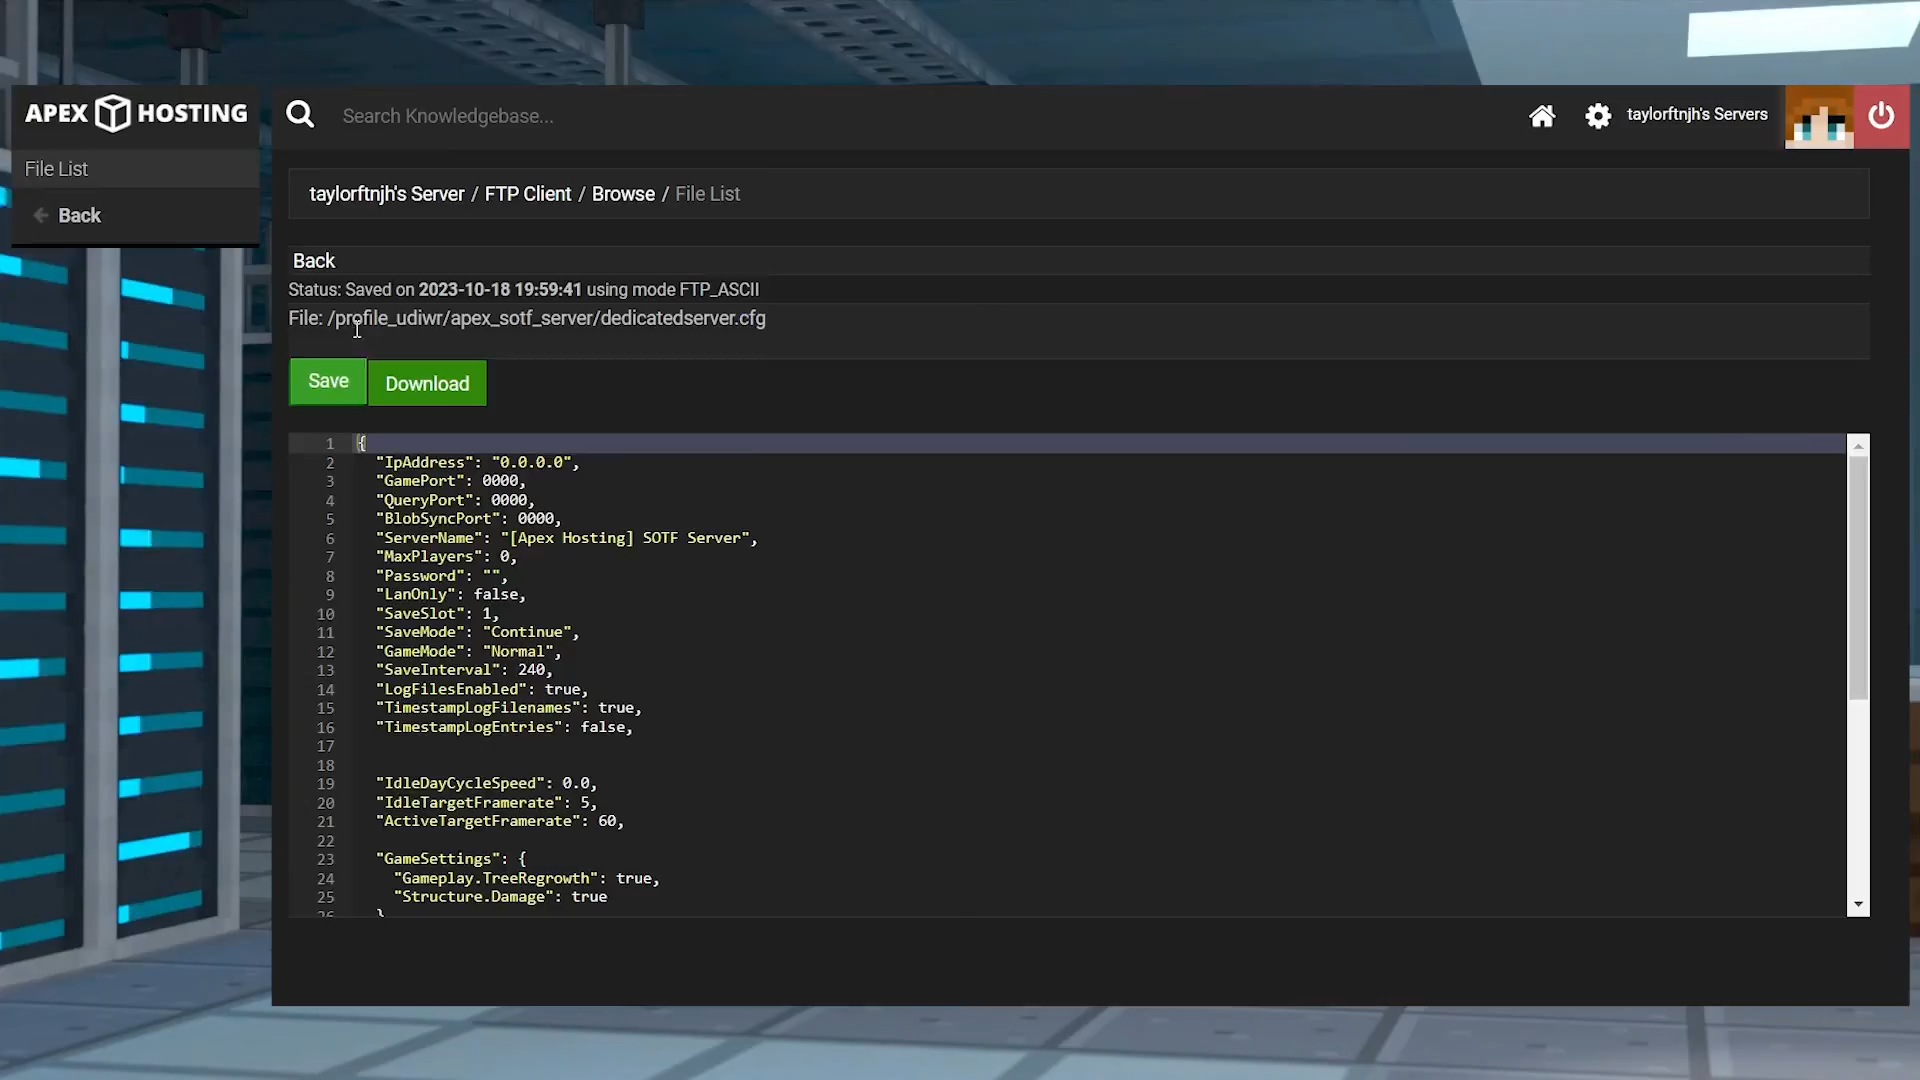 APEX HOSTING
Search Knowledgebase...
taylorftnjh's Servers
File List
Back
taylorftnjh's Server / FTP Client / Browse / File List
Back
Status: Saved on 2023-10-18 19:59:41 using mode FTP_ASCII
File: /profile_udiwr/apex_sotf_server/dedicatedserver.cfg
Save
Download
1 {
2 "IpAddress": "0.0.0.0",
3 "GamePort": 0000,
4 "QueryPort": 0000,
5 "BlobSyncPort": 0000,
6 "ServerName": "[Apex Hosting] SOTF Server",
7 "MaxPlayers": 0,
8 "Password": "",
9 "LanOnly": false,
10 "SaveSlot": 1,
11 "SaveMode": "Continue",
12 "GameMode": "Normal",
13 "SaveInterval": 240,
14 "LogFilesEnabled": true,
15 "TimestampLogFilenames": true,
16 "TimestampLogEntries": false,
17
18
19 "IdleDayCycleSpeed": 0.0,
20 "IdleTargetFramerate": 5,
21 "ActiveTargetFramerate": 60,
22
23 "GameSettings": {
24 "Gameplay.TreeRegrowth": true,
25 "Structure.Damage": true
26 }